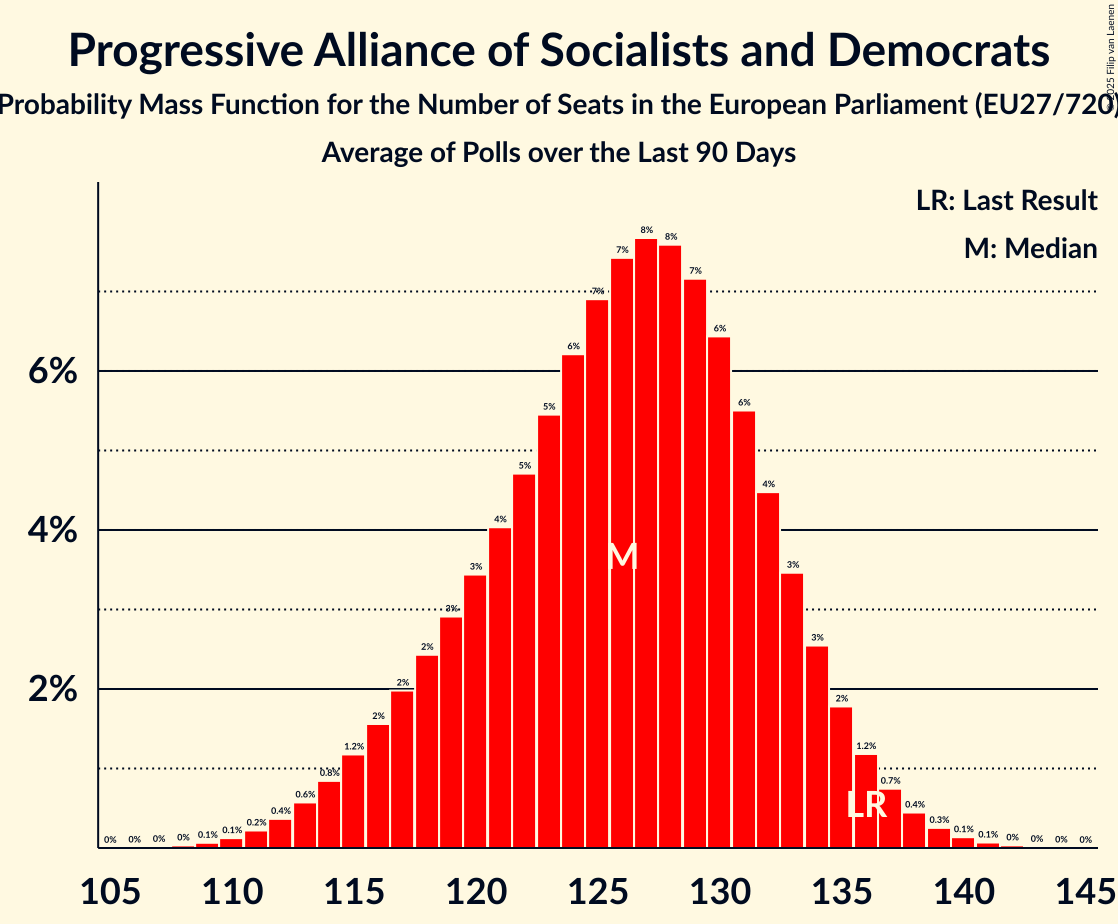 Progressive Alliance of Socialists and Democrats
Probability Mass Function for the Number of Seats in the European Parliament (EU27/720)
Average of Polls over the Last 90 Days
© 2025 Filip van Laenen
LR: Last Result
M: Median
6%
4%
2%
0% 0% 0% 0% 0.1% 0.1% 0.2% 0.4% 0.6% 0.8% 1.2% 2% 2% 2% 3% 3% 4% 5% 5% 6% 7% 7% 8% 8% 7% 6% 6% 4% 3% 3% 2% 1.2% 0.7% 0.4% 0.3% 0.1% 0.1% 0% 0% 0% 0%
M
LR
105 110 115 120 125 130 135 140 145